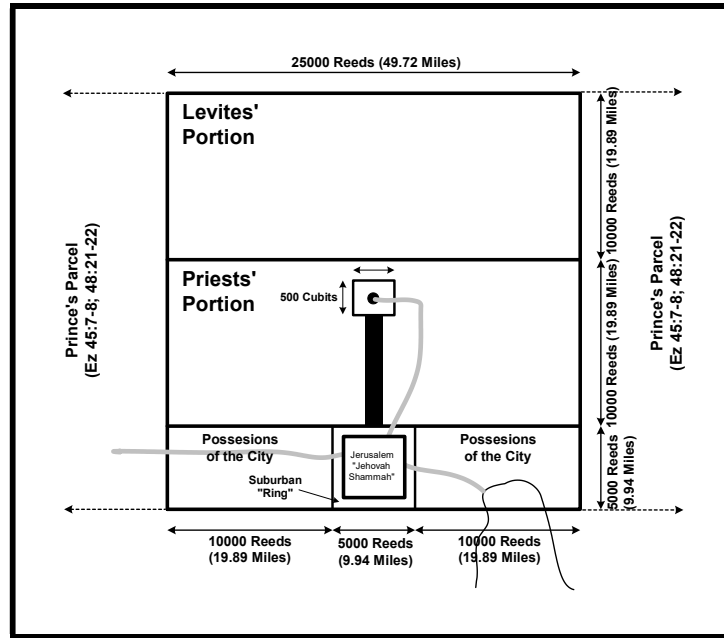 25000 Reeds (49.72 Miles)
Levites'
Portion
10000 Reeds (19.89 Miles)
Prince's Parcel
(Ez 45:7-8; 48:21-22)
Prince's Parcel
(Ez 45:7-8; 48:21-22)
Priests'
Portion
500 Cubits
10000 Reeds (19.89 Miles)
Possesions
of the City
Jerusalem
"Jehovah
Shammah"
Possesions
of the City
Suburban
"Ring"
5000 Reeds
(9.94 Miles)
10000 Reeds
(19.89 Miles)
5000 Reeds
(9.94 Miles)
10000 Reeds
(19.89 Miles)